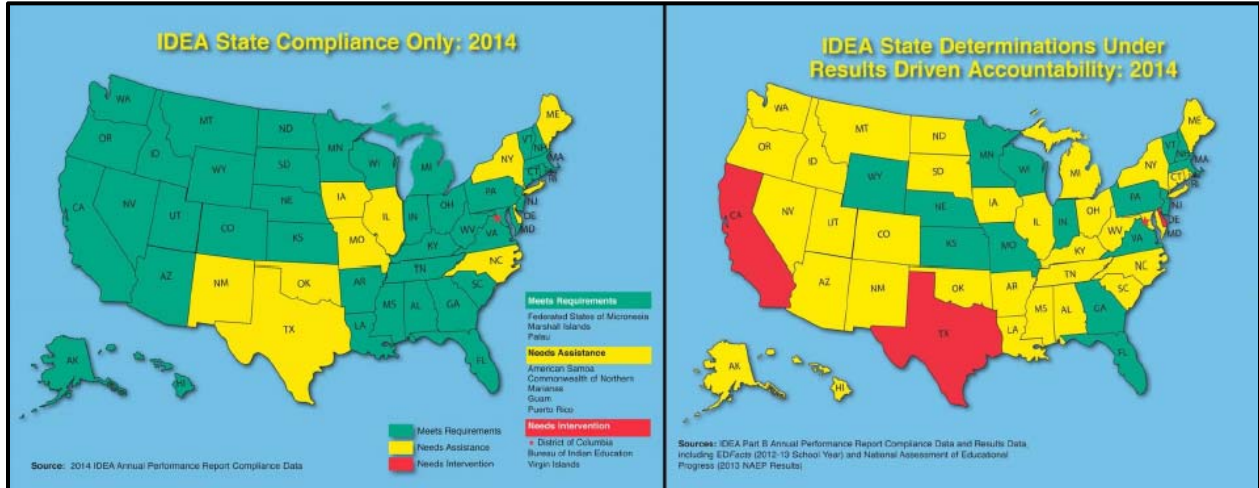 IDEA State Compliance Only: 2014
WA
OR
ID
MT
ND
MN
WI
MI
SD
WY
NE
IA
IL
IN
OH
PA
NY
VT
NH
ME
MA
CT
RI
NJ
DE
MD
VA
WV
KY
NC
TN
SC
GA
AL
MS
AR
LA
FL
MO
KS
OK
TX
NM
CO
UT
AZ
NV
CA
AK
HI
Meets Requirements
Federated States of Micronesia
Marshall Islands
Palau
Needs Assistance
American Samoa
Commonwealth of Northern
Marianas
Guam
Puerto Rico
Needs Intervention
District of Columbia
Bureau of Indian Education
Virgin Islands
Meets Requirements
Needs Assistance
Needs Intervention
Source: 2014 IDEA Annual Performance Report Compliance Data
IDEA State Determinations Under
Results Driven Accountability: 2014
WA
OR
ID
MT
ND
MN
WI
MI
SD
WY
NE
IA
IL
IN
OH
PA
NY
VT
NH
ME
MA
CT
RI
NJ
DE
MD
VA
WV
KY
NC
TN
SC
GA
AL
MS
AR
LA
FL
MO
KS
OK
TX
NM
CO
UT
AZ
NV
CA
AK
HI
Sources: IDEA Part B Annual Performance Report Compliance Data and Results Data,
including EDFacts (2012-13 School Year) and National Assessment of Educational
Progress (2013 NAEP Results)